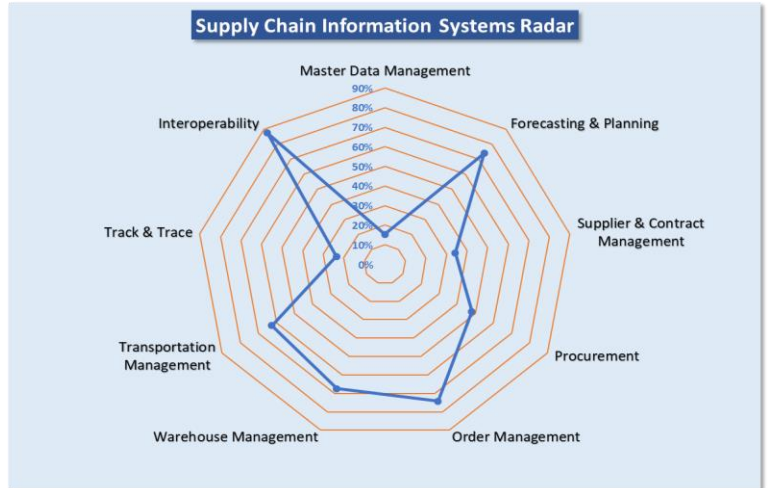 Supply Chain Information Systems Radar
Master Data Management
90%
80%
70%
60%
50%
40%
30%
20%
10%
0%
Forecasting & Planning
Supplier & Contract
Management
Procurement
Order Management
Warehouse Management
Transportation
Management
Track & Trace
Interoperability